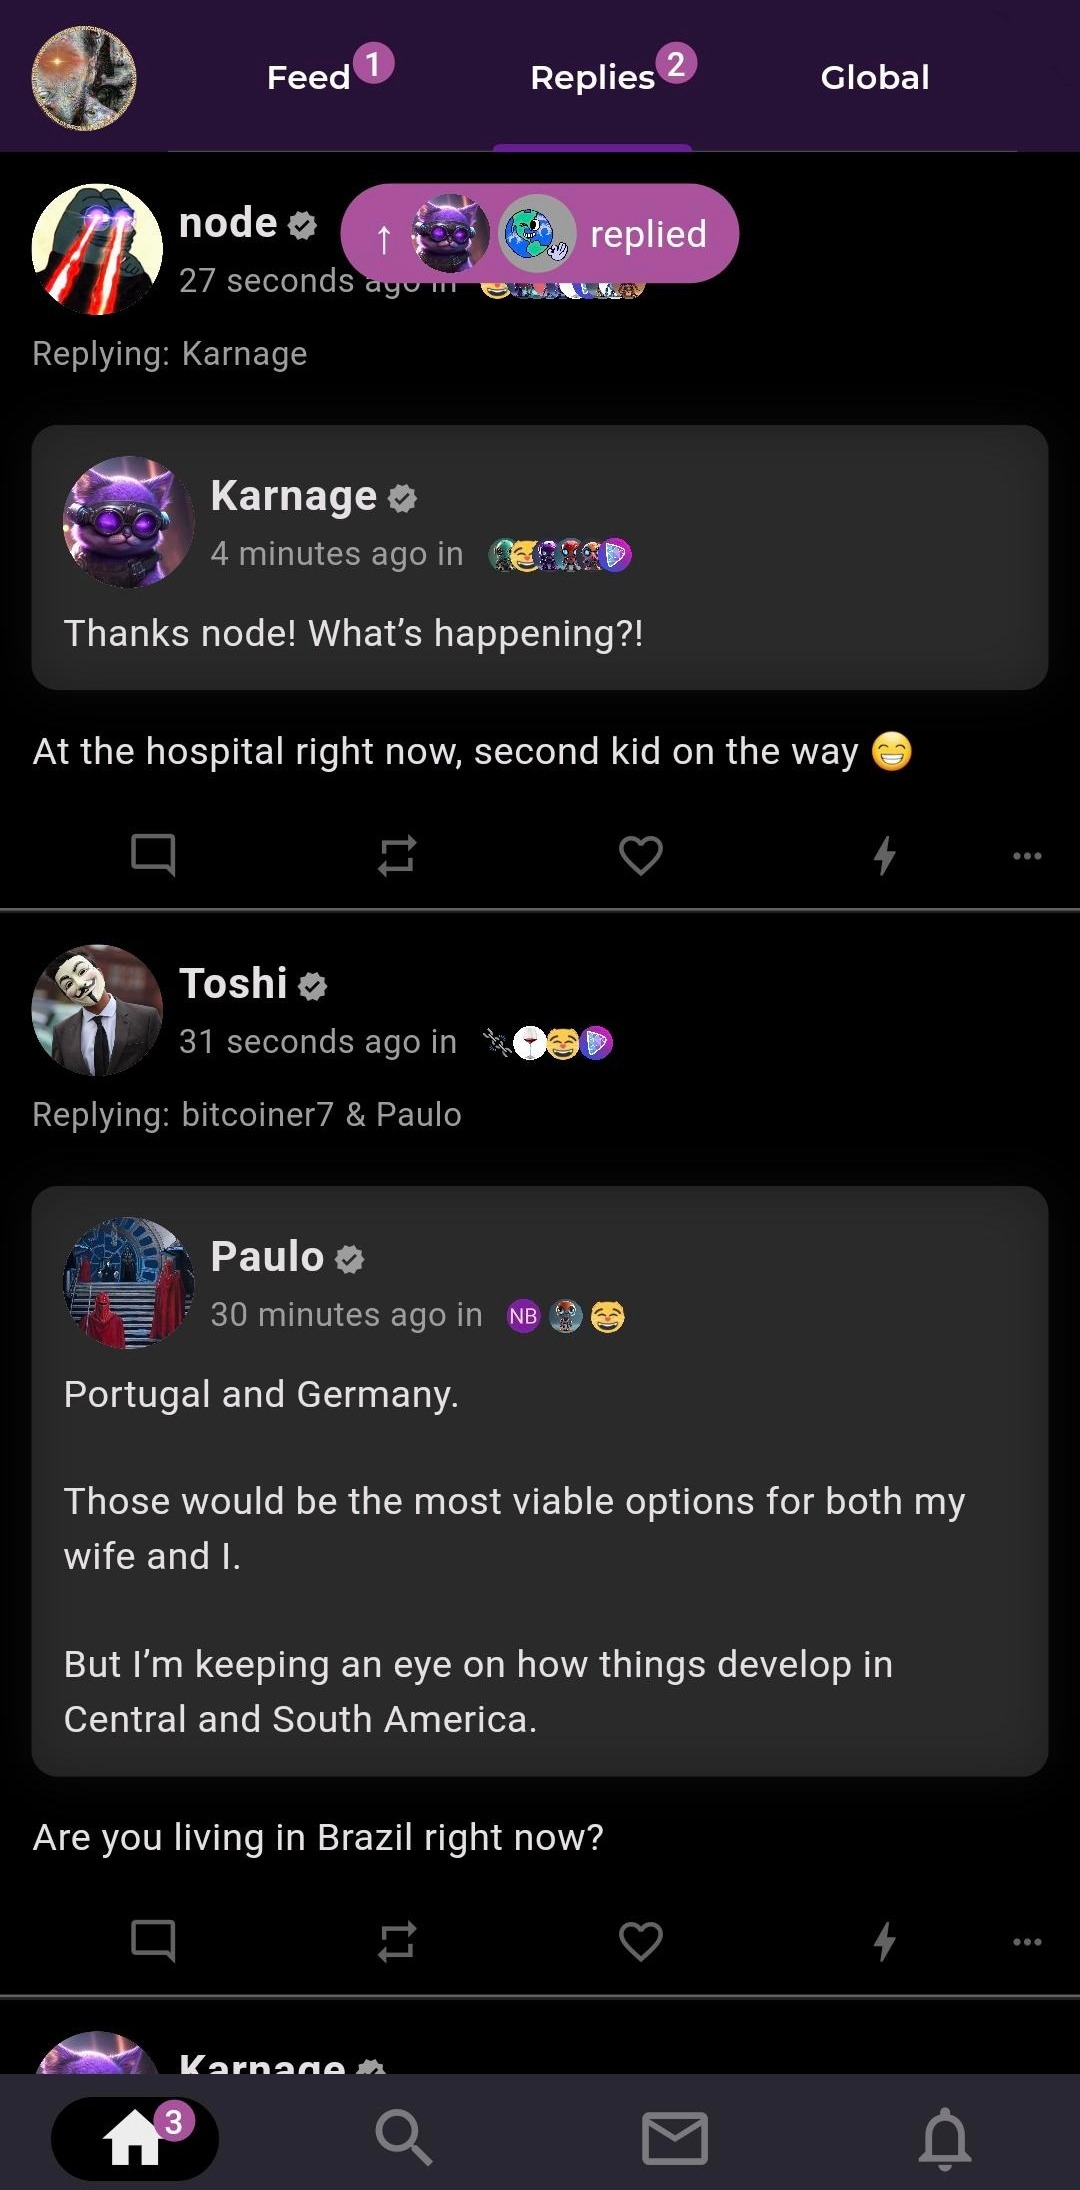 Feed 1
Replies 2
Global
node
↑ replied
27 seconds ago in
Replying: Karnage
Karnage
4 minutes ago in
Thanks node! What’s happening?!
At the hospital right now, second kid on the way 😁
Toshi
31 seconds ago in
Replying: bitcoiner7 & Paulo
Paulo
30 minutes ago in NB
Portugal and Germany.
Those would be the most viable options for both my
wife and I.
But I’m keeping an eye on how things develop in
Central and South America.
Are you living in Brazil right now?
Karnage
3